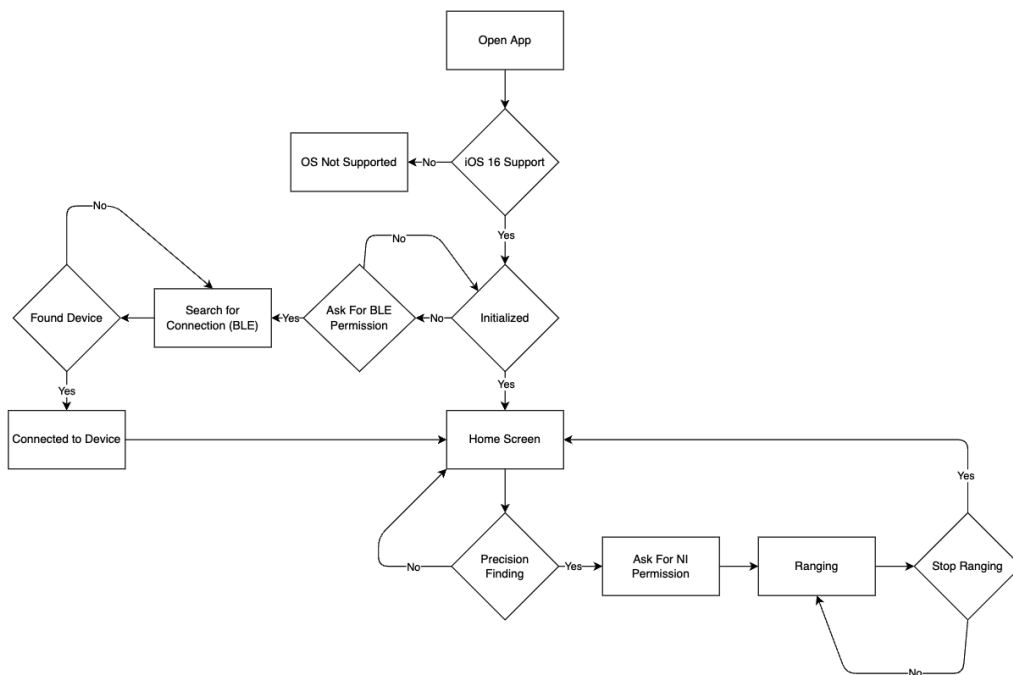 Open App
iOS 16 Support
No
OS Not Supported
Yes
No
No
Found Device
Search for
Connection (BLE)
Yes
Ask For BLE
Permission
No
Initialized
Yes
Yes
Connected to Device
Home Screen
Yes
Precision
Finding
No
Yes
Ask For NI
Permission
Ranging
Stop Ranging
No